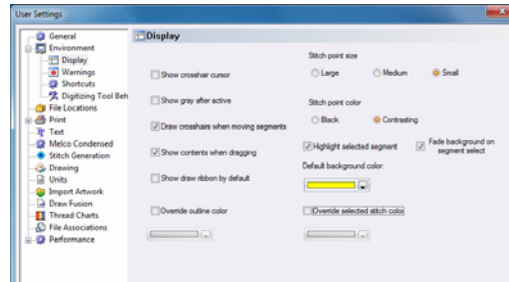 User Settings
General
Environment
Display
Warnings
Shortcuts
Digitizing Tool Beh
File Locations
Print
Text
Melco Condensed
Stitch Generation
Drawing
Units
Import Artwork
Draw Fusion
Thread Charts
File Associations
Performance
Display
Stitch point size
Show crosshair cursor
Large
Medium
Small
Show gray after active
Stitch point color
Draw crosshairs when moving segments
Black
Contrasting
Show contents when dragging
Highlight selected segment
Fade background on
segment select
Default background color:
Show draw ribbon by default
Override outline color
Override selected stitch color